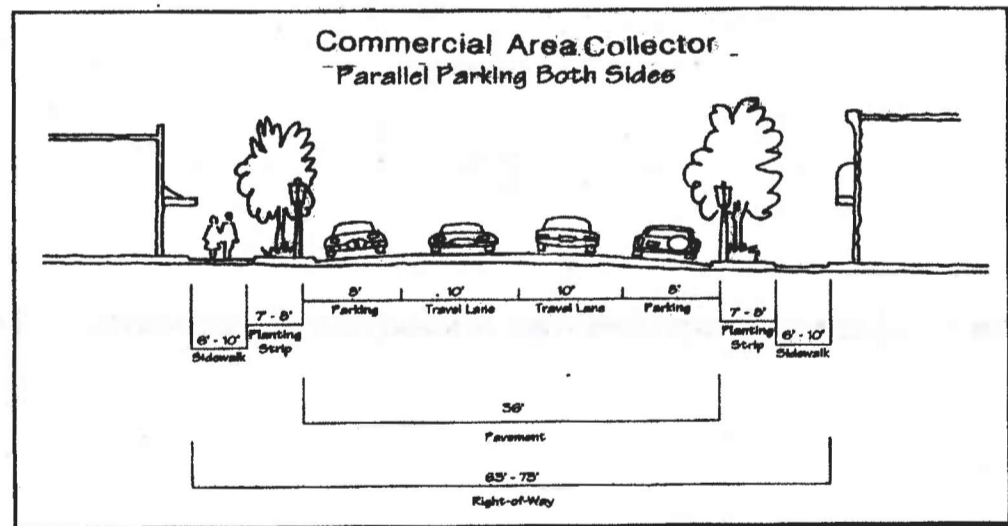 Commercial Area Collector
Parallel Parking Both Sides
8' 10' 10' 8'
Parking Travel Lane Travel Lane Parking
7 - 8' 7 - 8'
Planting Strip Planting Strip
6' - 10' 6' - 10'
Sidewalk Sidewalk
36'
Pavement
63' - 73'
Right-of-Way